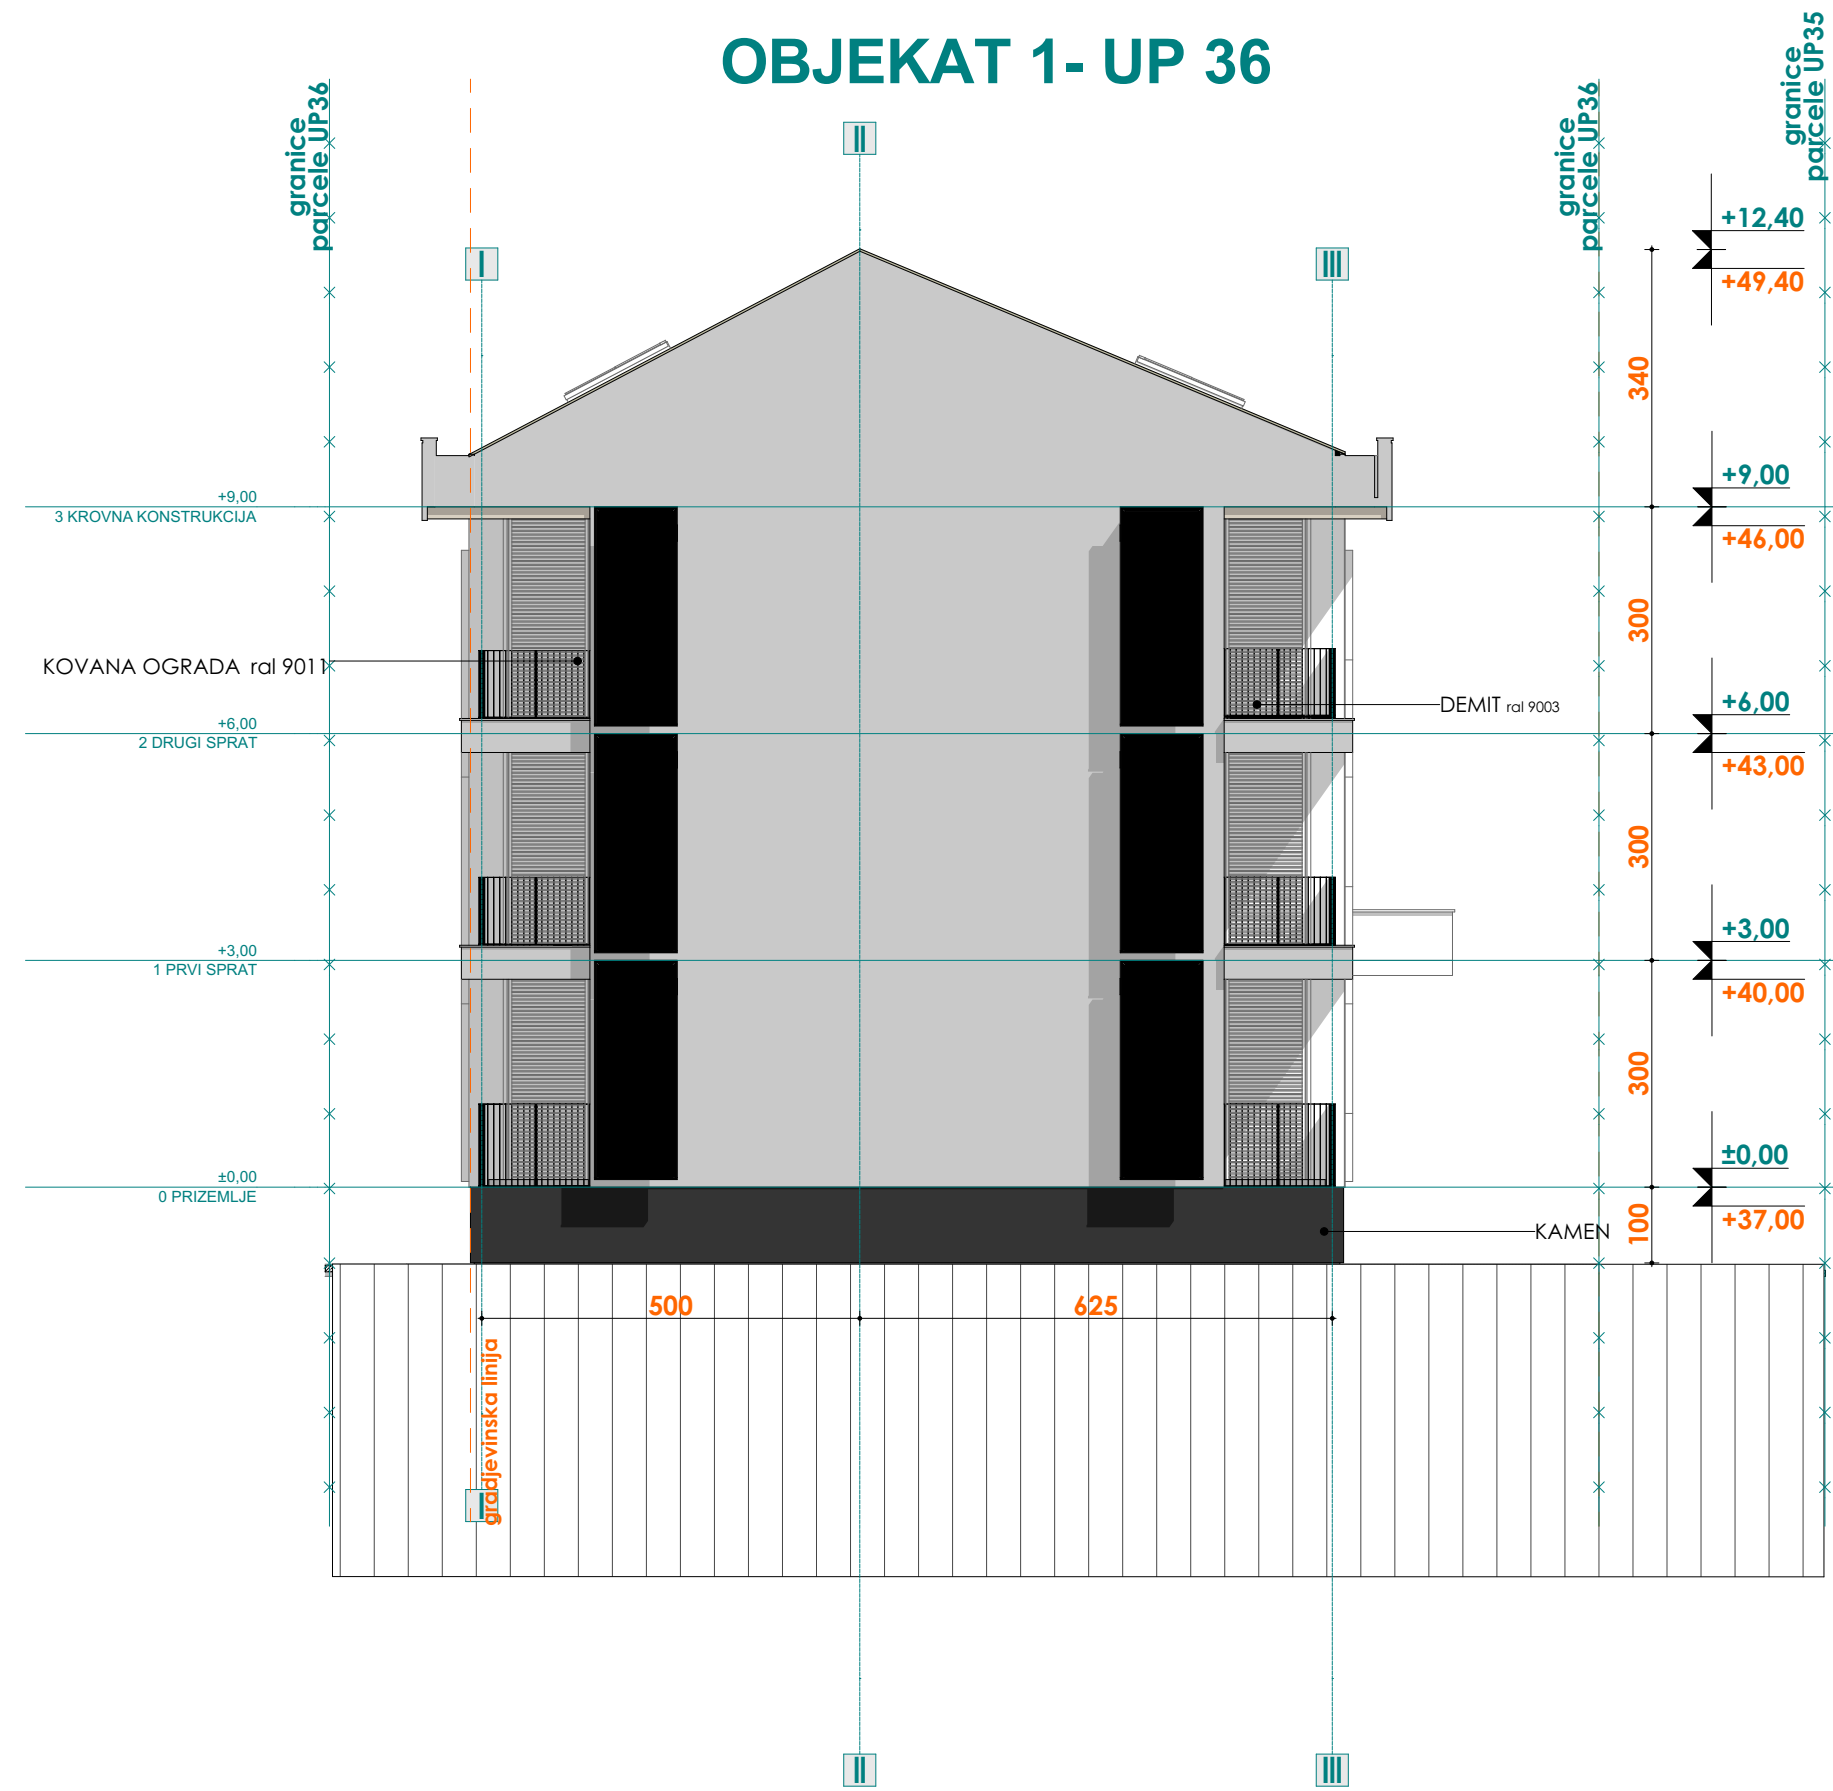 OBJEKAT 1- UP 36
granice
parcele UP36
granice
parcele UP36
granice
parcele UP35
II
I
III
+12,40
+49,40
340
+9,00
3 KROVNA KONSTRUKCIJA
+9,00
+46,00
300
KOVANA OGRADA ral 9011
DEMIT ral 9003
+6,00
2 DRUGI SPRAT
+6,00
+43,00
300
+3,00
1 PRVI SPRAT
+3,00
+40,00
300
±0,00
0 PRIZEMLJE
±0,00
+37,00
100
KAMEN
500
625
gradjevinska linija
I
II
III